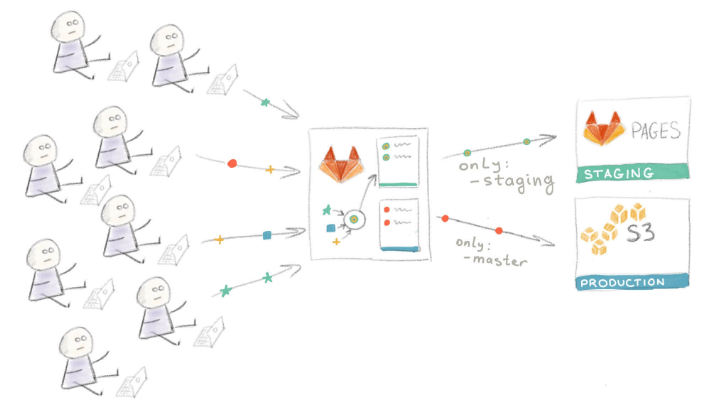 PAGES
STAGING
only:
-staging
S3
only:
-master
PRODUCTION